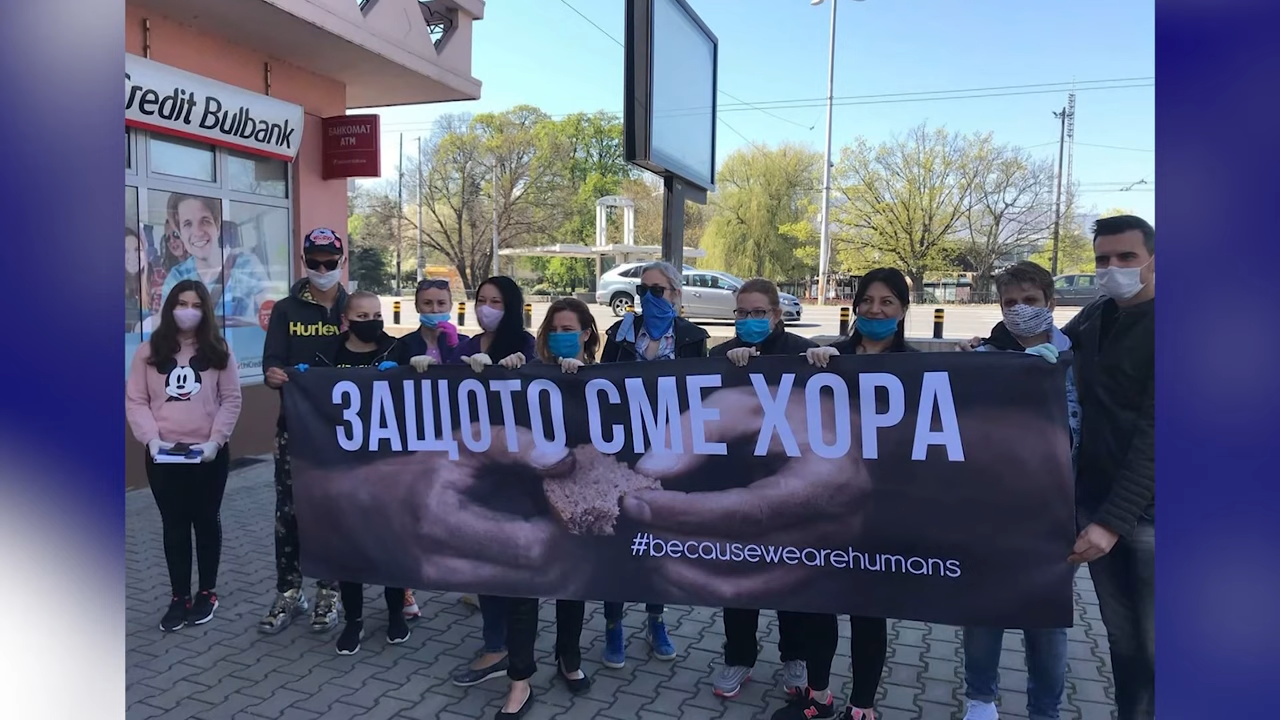 redit Bulbank
БАНКОМАТ
ATM
Hurley
ЗАЩОТО СМЕ ХОРА
#becausewearehumans